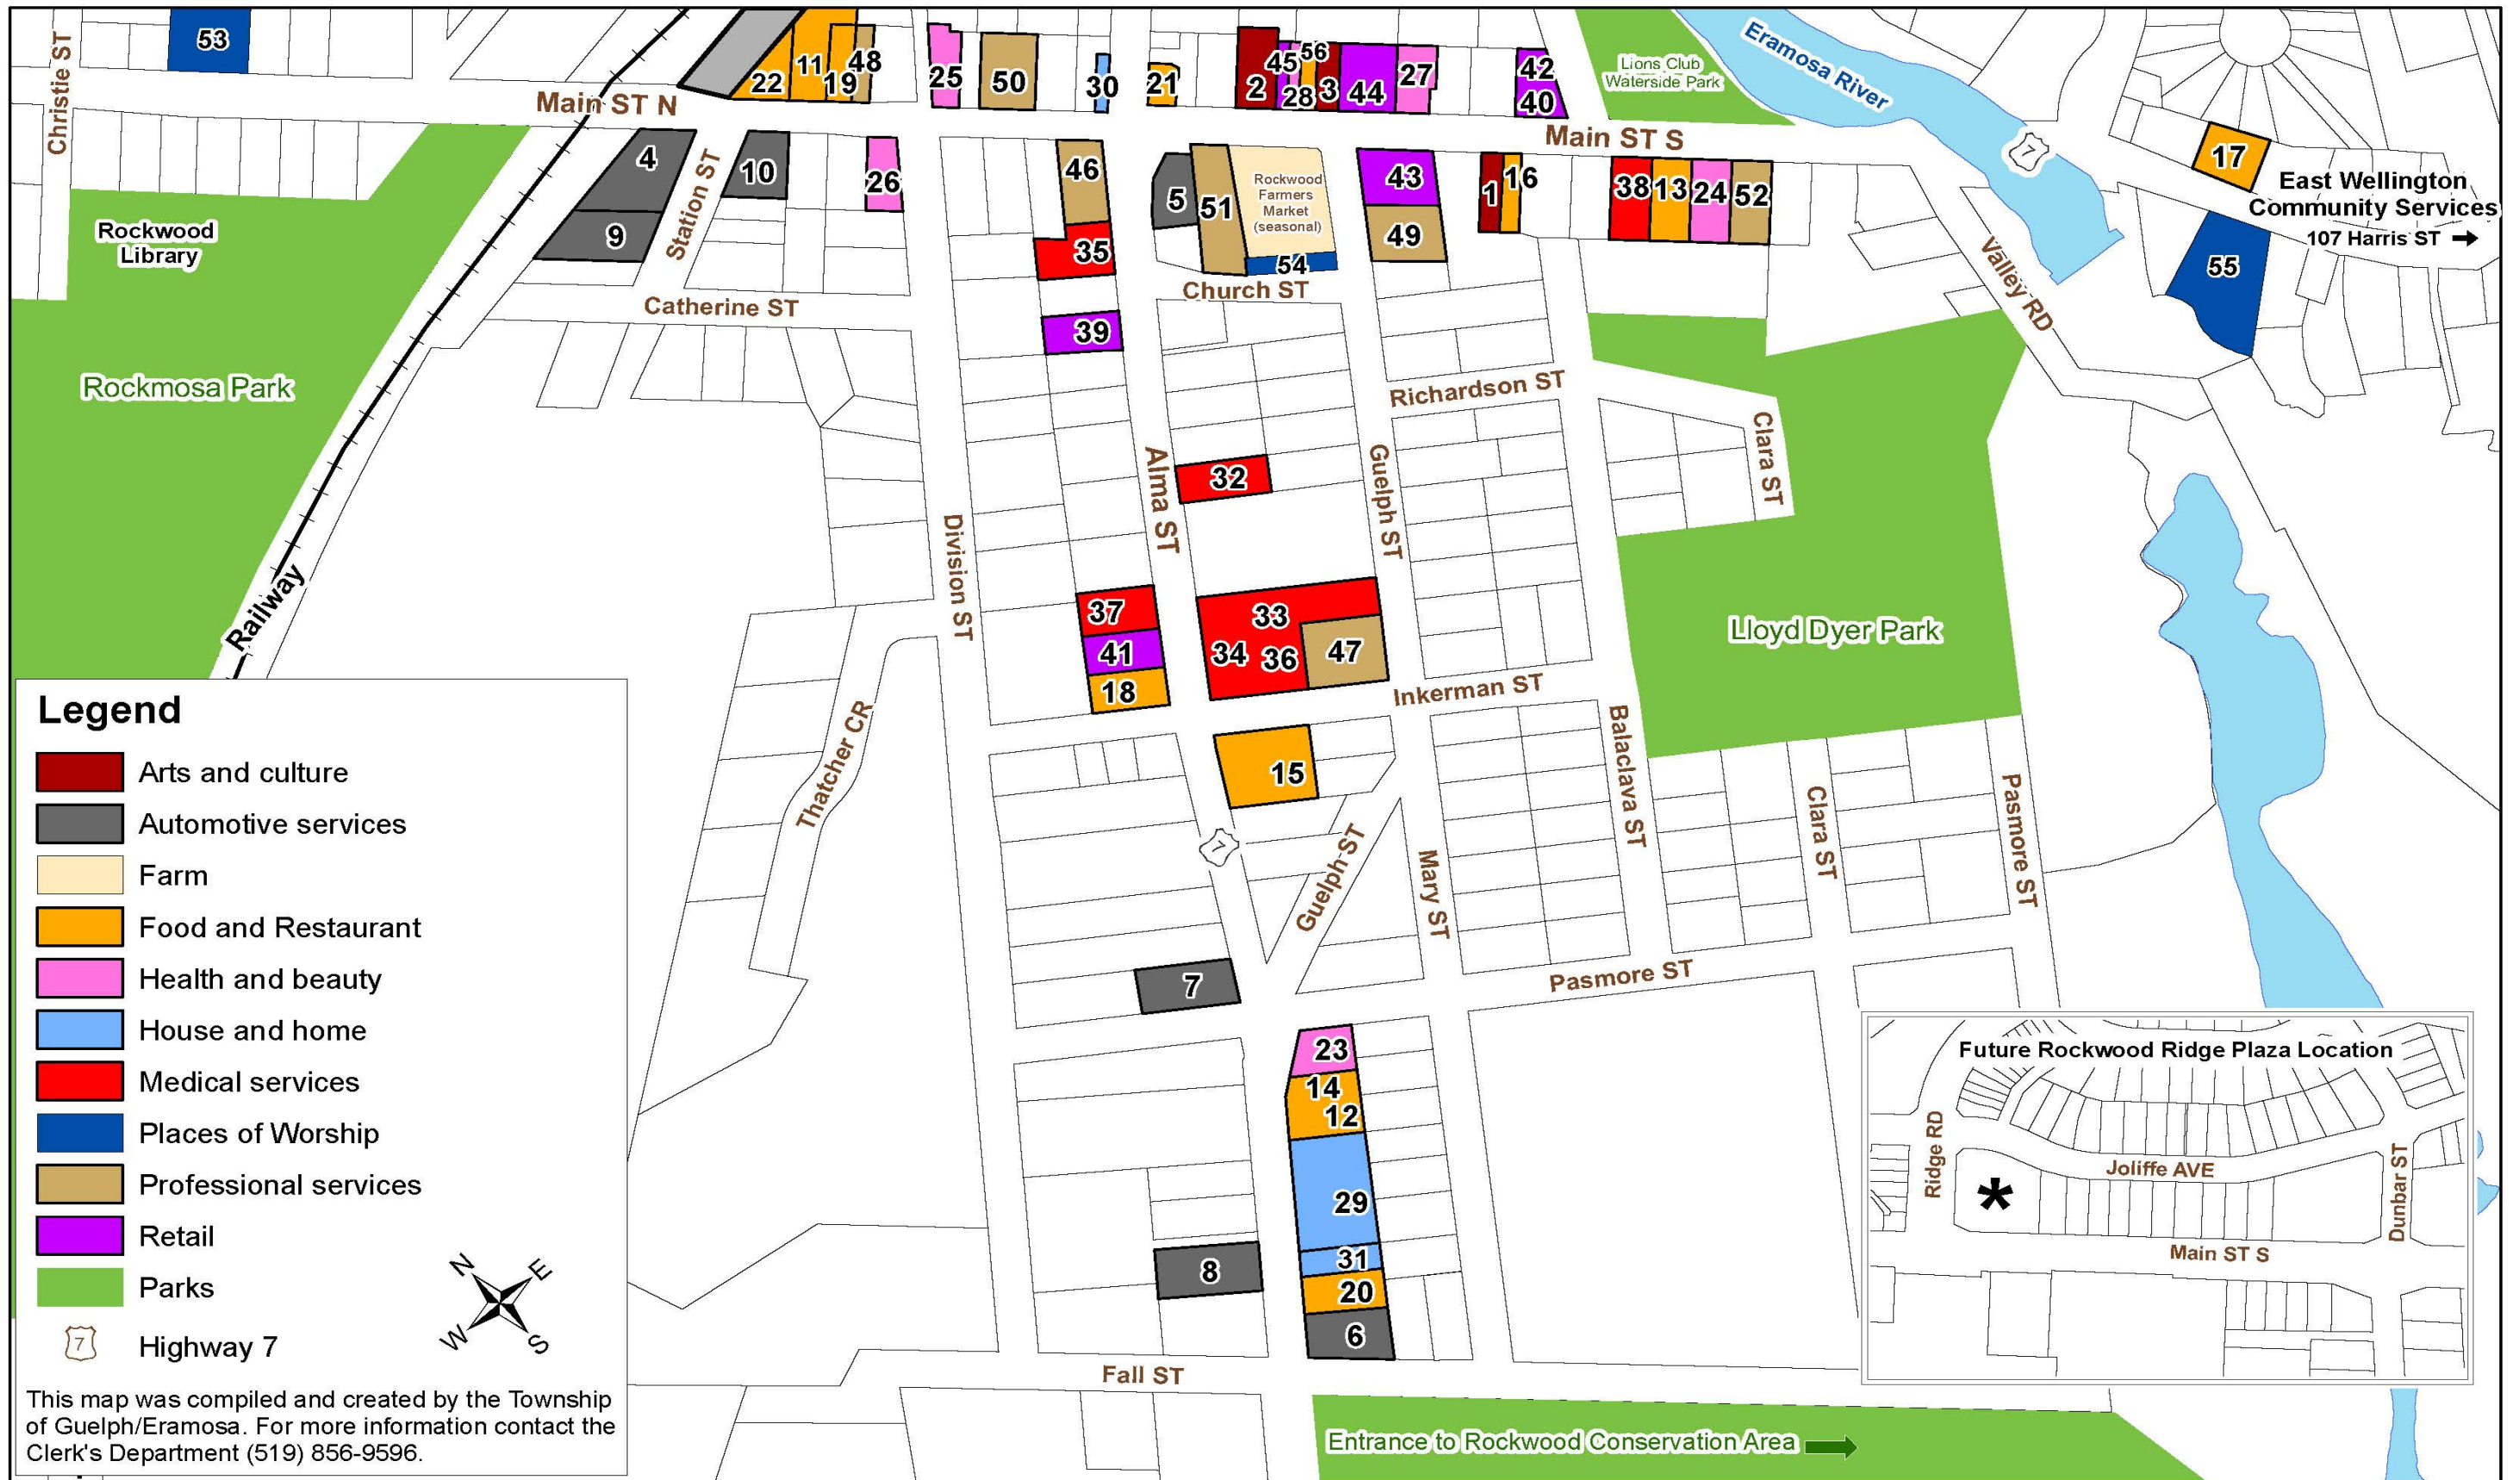 53
Christie ST
22
11
19
48
25
50
30
21
2
45
28
56
3
44
27
42
40
Lions Club
Waterside Park
Eramosa River
7
17
Main ST N
Main ST S
East Wellington
Community Services
107 Harris ST
4
10
26
46
5
51
Rockwood
Farmers
Market
(seasonal)
43
1
16
38
13
24
52
Station ST
9
35
49
54
55
Rockwood
Library
Church ST
Catherine ST
Valley RD
39
Rockmosa Park
Richardson ST
Clara ST
Alma ST
32
Guelph ST
Division ST
Railway
37
41
18
33
34
36
47
Lloyd Dyer Park
Inkerman ST
Balaclava ST
Thatcher CR
15
7
Guelph ST
Mary ST
Clara ST
Pasmore ST
7
Pasmore ST
23
14
12
29
31
20
6
8
Fall ST
Entrance to Rockwood Conservation Area
Legend
Arts and culture
Automotive services
Farm
Food and Restaurant
Health and beauty
House and home
Medical services
Places of Worship
Professional services
Retail
Parks
7
Highway 7
N
E
W
S
This map was compiled and created by the Township
of Guelph/Eramosa. For more information contact the
Clerk's Department (519) 856-9596.
Future Rockwood Ridge Plaza Location
Ridge RD
*
Joliffe AVE
Dunbar ST
Main ST S